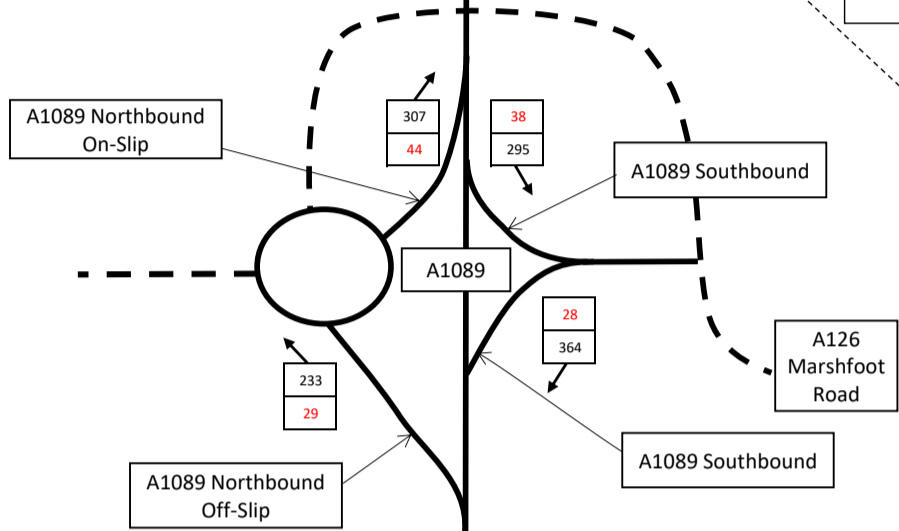 A1089 Northbound
On-Slip
307
44
38
295
A1089 Southbound
A1089
28
364
A126
Marshfoot
Road
233
29
A1089 Southbound
A1089 Northbound
Off-Slip